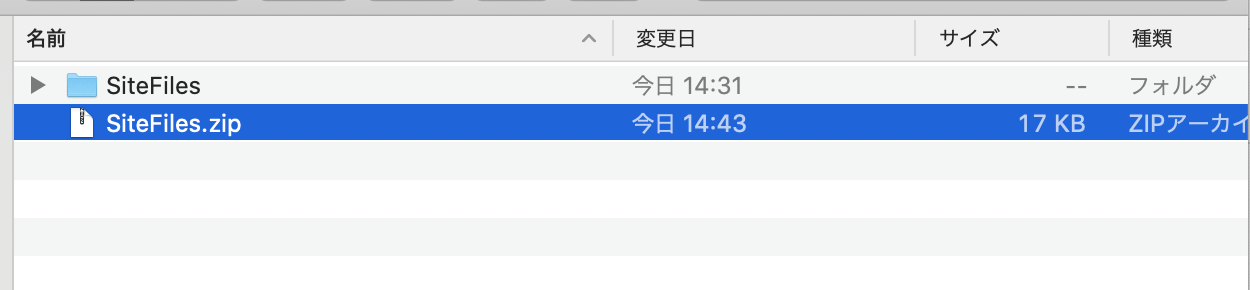 名前 変更日 サイズ 種類
SiteFiles 今日 14:31 -- フォルダ
SiteFiles.zip 今日 14:43 17 KB ZIPアーカイ